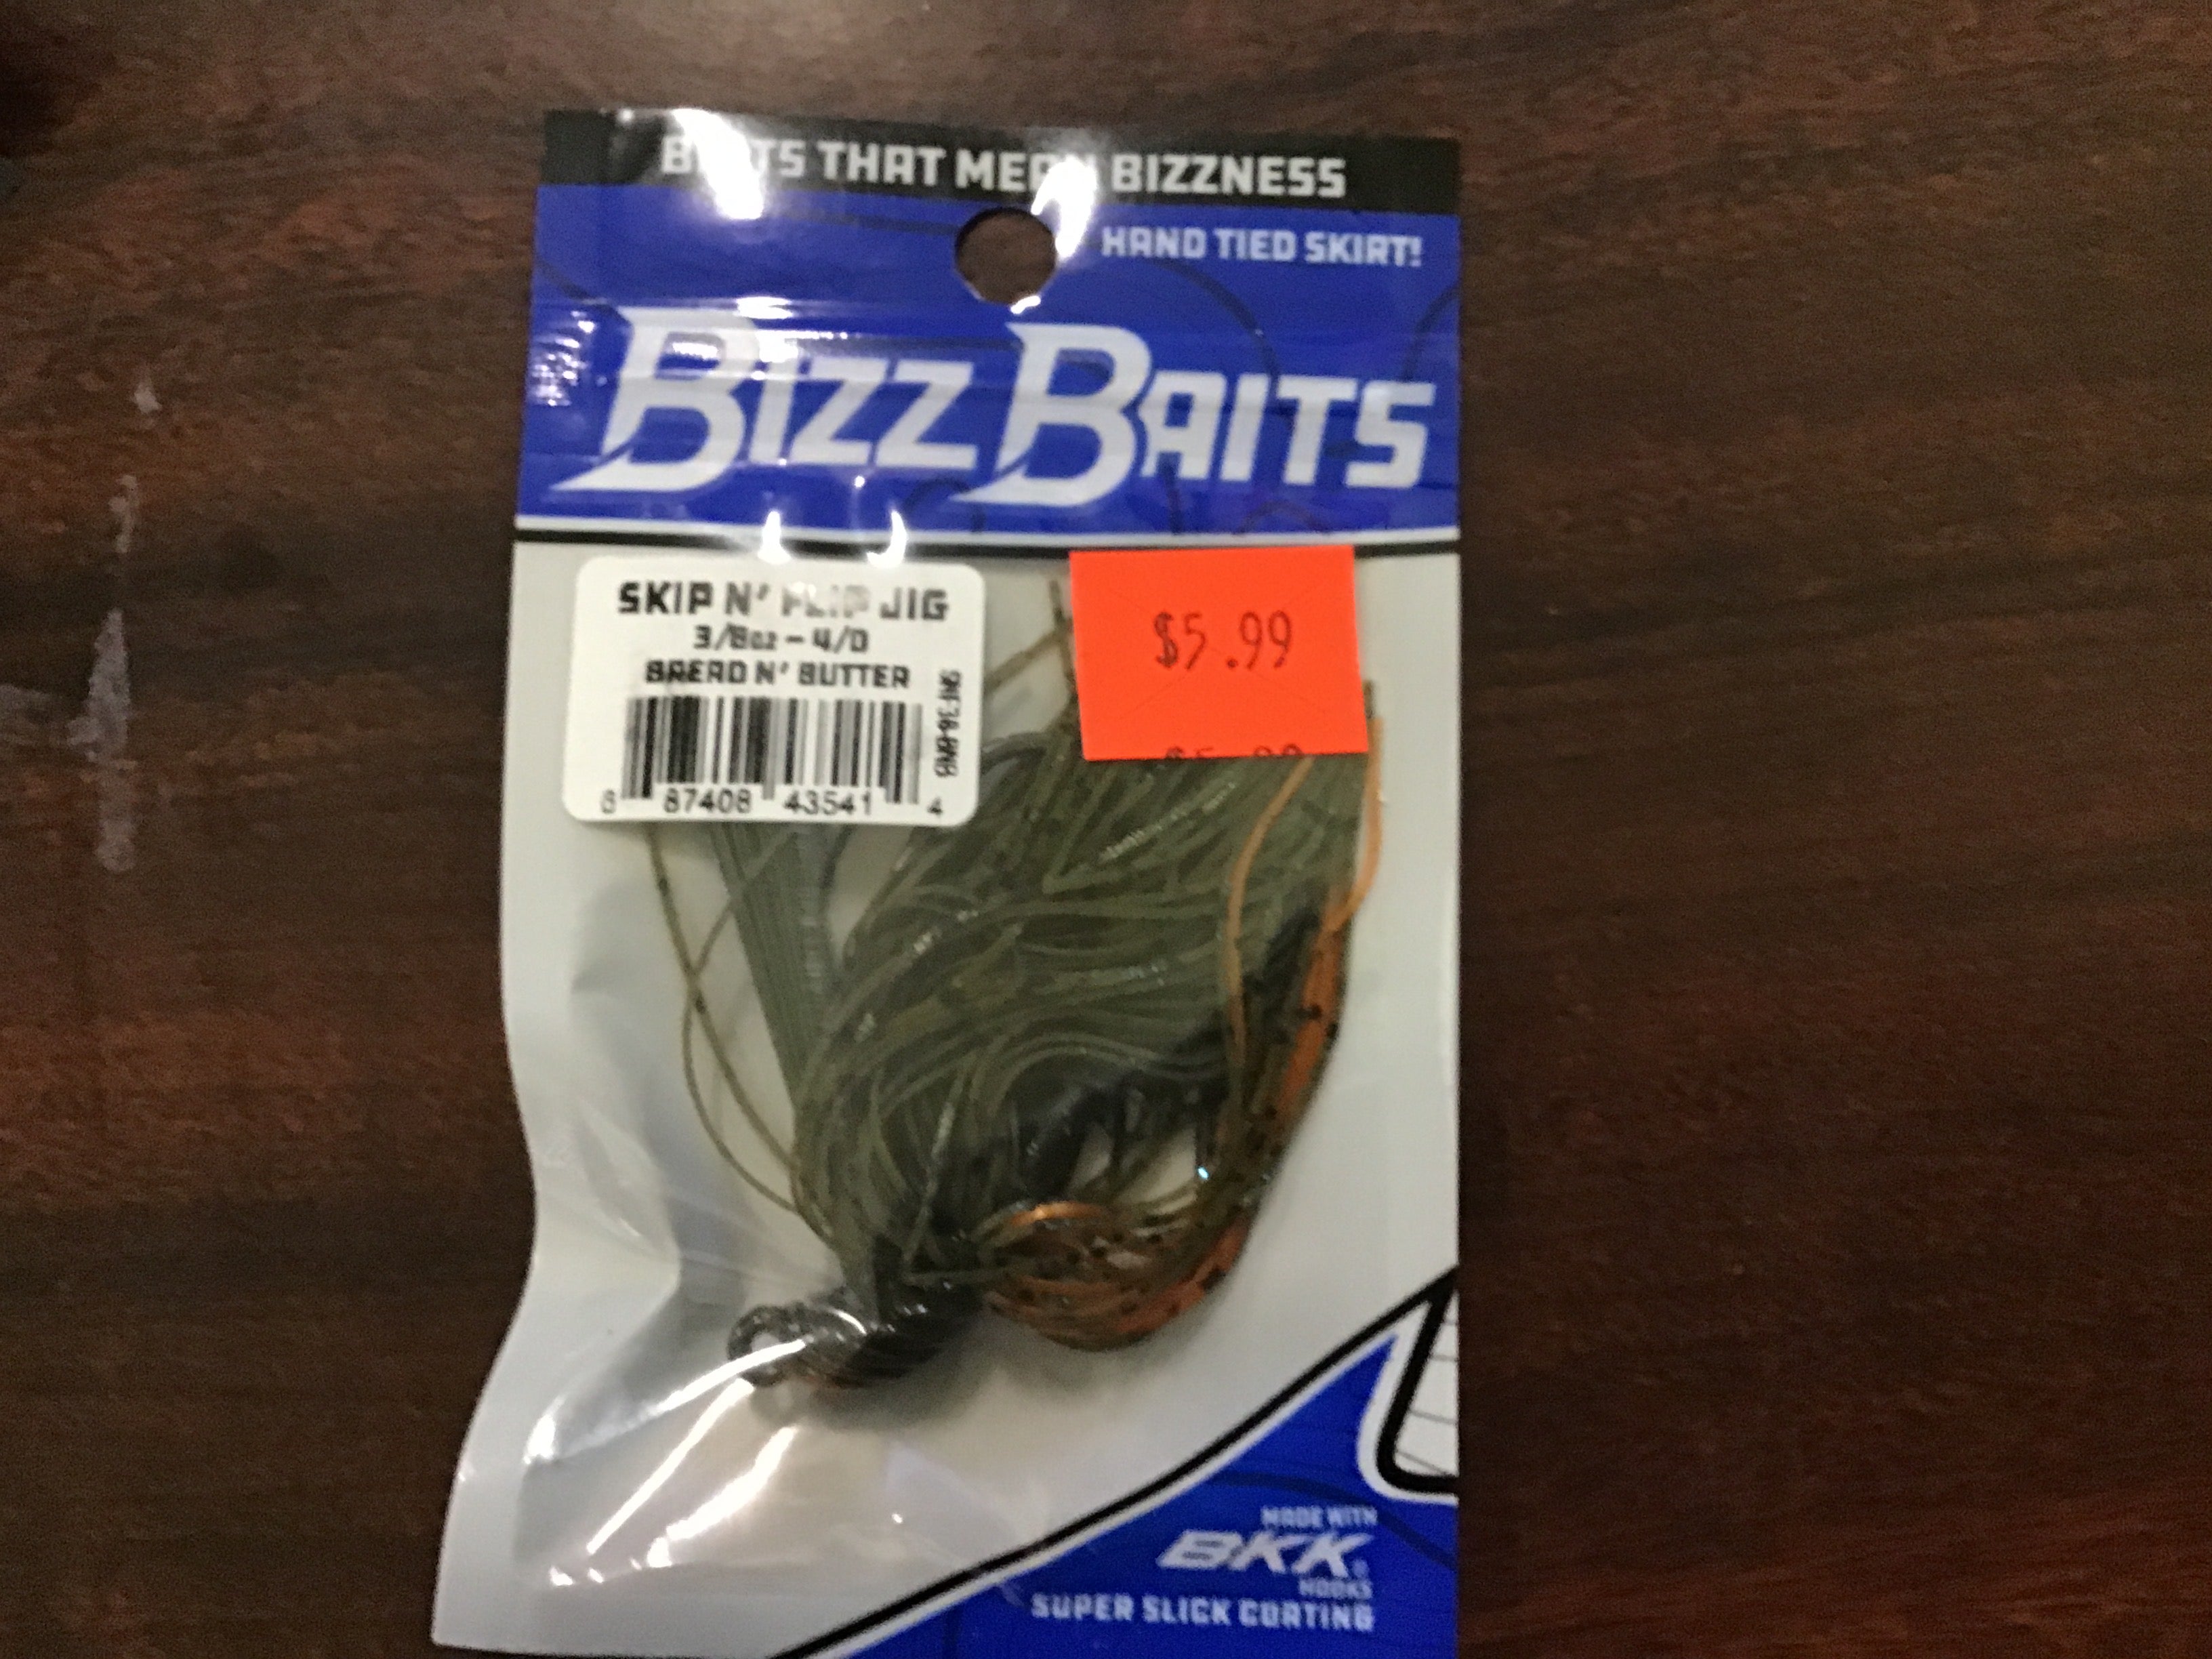 BAITS THAT MEAN BIZZNESS
HAND TIED SKIRT!
BIZZ BAITS
SKIP N' FLIP JIG
3/8oz - 4/0
BREAD N' BUTTER
$5.99
87408 43541 4
MADE WITH
BKK
HOOKS
SUPER SLICK COATING